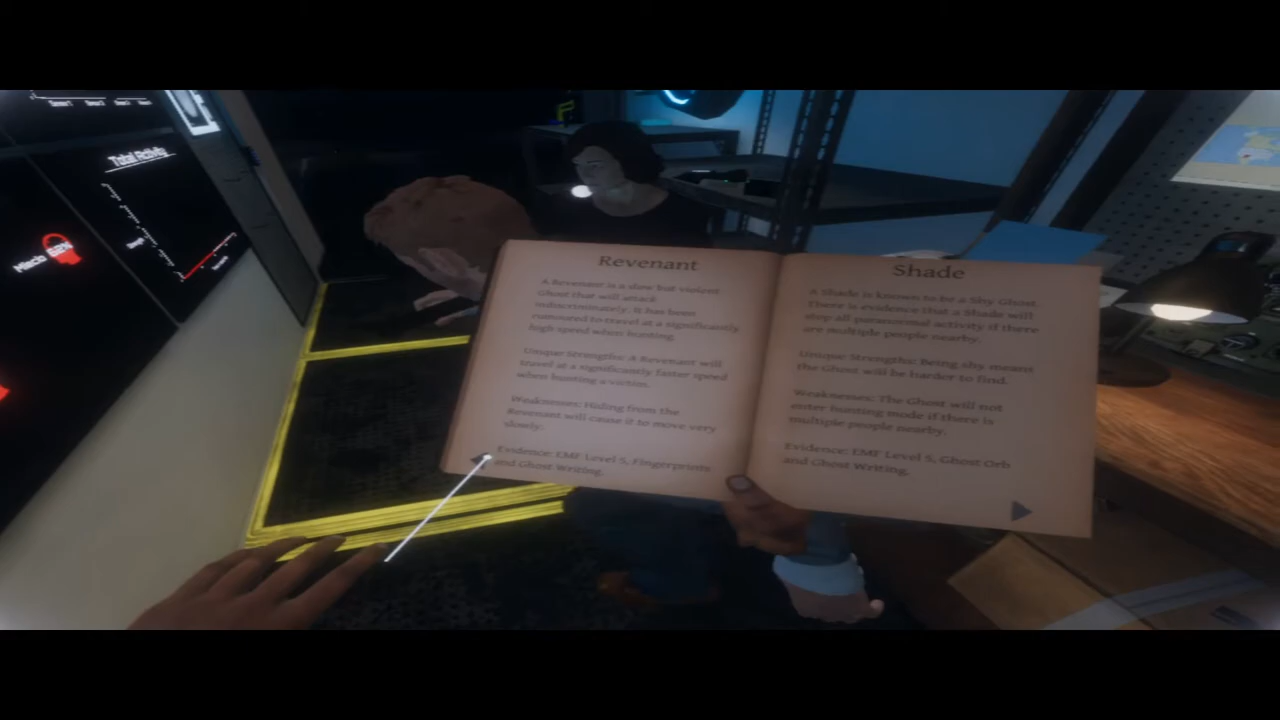 Total Activity
Revenant
A Revenant is a slow but violent
Ghost that will attack
indiscriminately. It has been
rumoured to travel at a significantly
high speed when hunting.
Unique Strengths: A Revenant will
travel at a significantly faster speed
when hunting a victim.
Weaknesses: Hiding from the
Revenant will cause it to move very
slowly.
Evidence: EMF Level 5, Fingerprints
and Ghost Writing.
Shade
A Shade is known to be a Shy Ghost.
There is evidence that a Shade will
stop all paranormal activity if there
are multiple people nearby.
Unique Strengths: Being shy means
the Ghost will be harder to find.
Weaknesses: The Ghost will not
enter hunting mode if there is
multiple people nearby.
Evidence: EMF Level 5, Ghost Orb
and Ghost Writing.